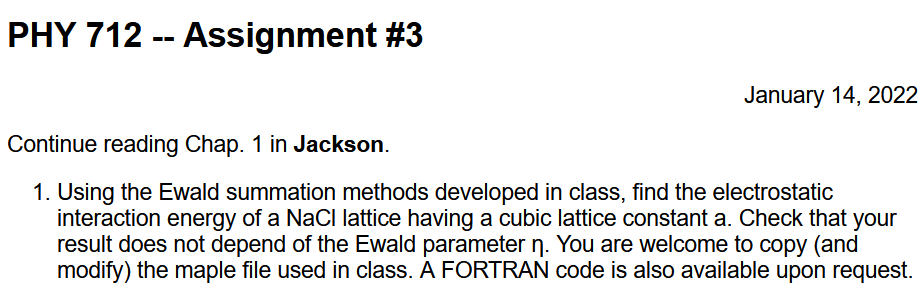 PHY 712 -- Assignment #3
January 14, 2022
Continue reading Chap. 1 in Jackson.
1. Using the Ewald summation methods developed in class, find the electrostatic
interaction energy of a NaCl lattice having a cubic lattice constant a. Check that your
result does not depend of the Ewald parameter η. You are welcome to copy (and
modify) the maple file used in class. A FORTRAN code is also available upon request.